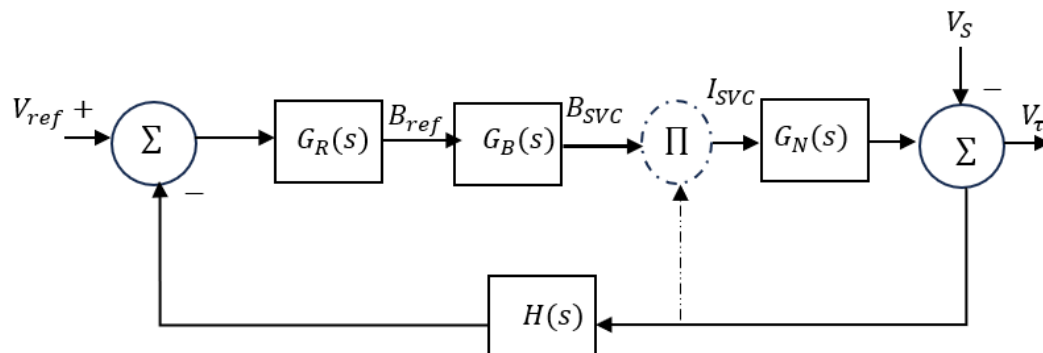 V_S
−
V_ref +
Σ
G_R(s)
B_ref
G_B(s)
B_SVC
∏
I_SVC
G_N(s)
Σ
V_τ
−
H(s)